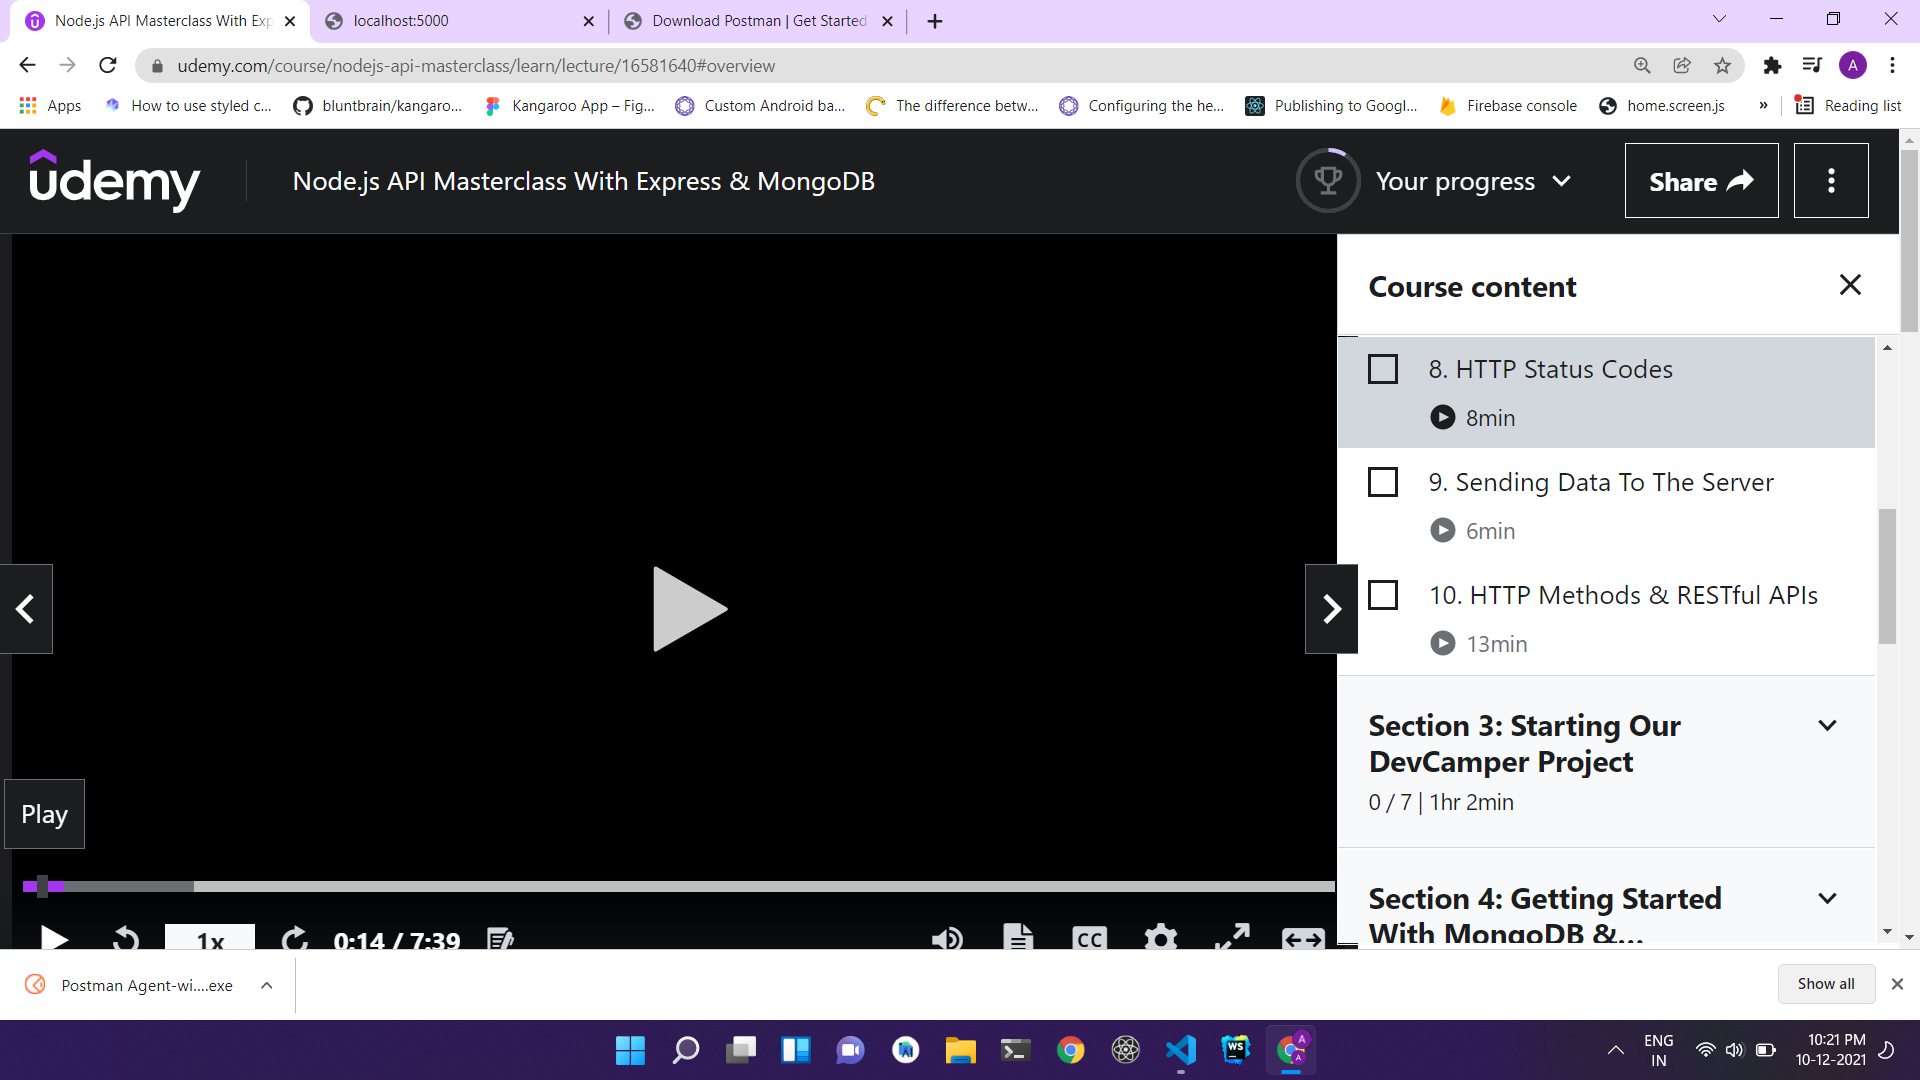 Node.js API Masterclass With Exp
localhost:5000
Download Postman | Get Started
udemy.com/course/nodejs-api-masterclass/learn/lecture/16581640#overview
A
Apps
How to use styled c...
bluntbrain/kangaro...
Kangaroo App – Fig...
Custom Android ba...
The difference betw...
Configuring the he...
Publishing to Googl...
Firebase console
home.screen.js
»
Reading list
udemy
Node.js API Masterclass With Express & MongoDB
Your progress
Share
Course content
8. HTTP Status Codes
8min
9. Sending Data To The Server
6min
10. HTTP Methods & RESTful APIs
13min
Section 3: Starting Our
DevCamper Project
0 / 7 | 1hr 2min
Section 4: Getting Started
With MongoDB &...
Play
1x
0:14 / 7:39
CC
Postman Agent-wi....exe
Show all
WS
A
A
ENG
IN
10:21 PM
10-12-2021